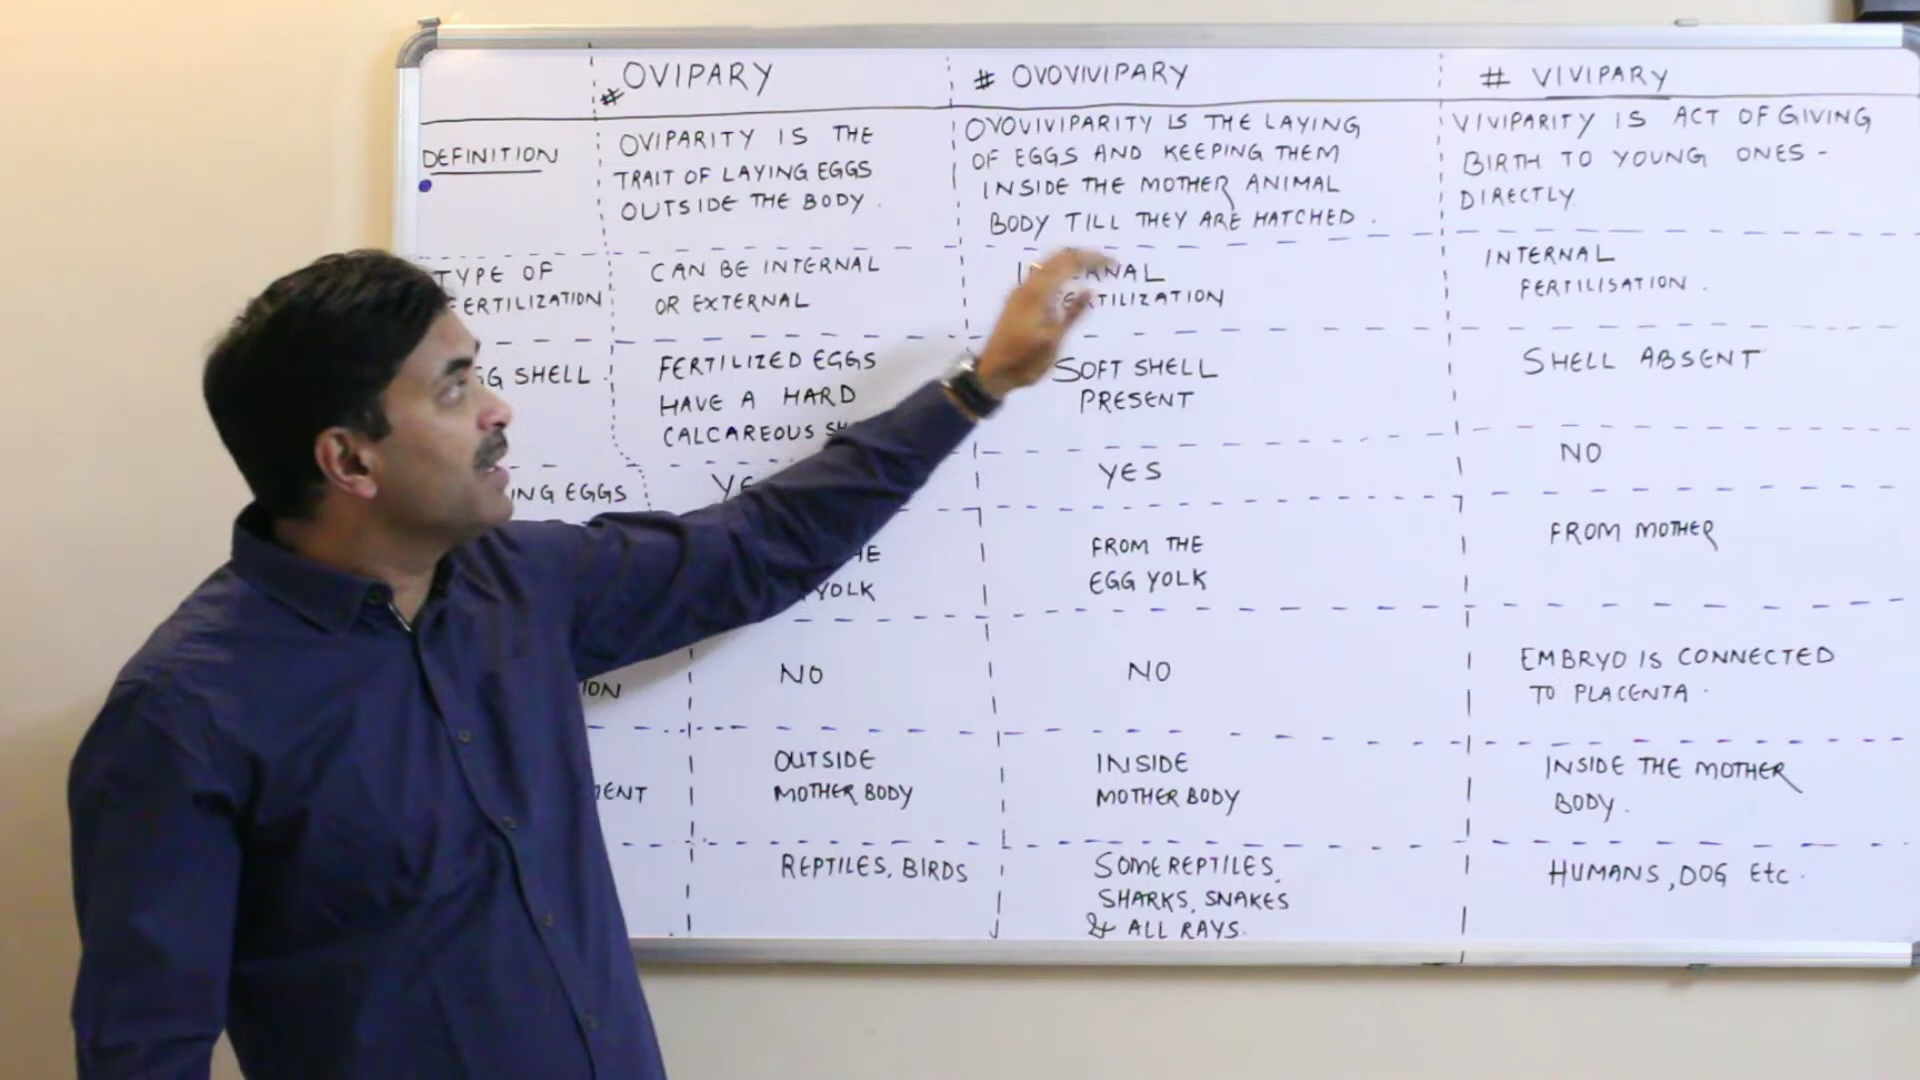 # OVIPARY
# OVOVIVIPARY
# VIVIPARY
DEFINITION
OVIPARITY IS THE
TRAIT OF LAYING EGGS
OUTSIDE THE BODY.
OVOVIVIPARITY IS THE LAYING
OF EGGS AND KEEPING THEM
INSIDE THE MOTHER ANIMAL
BODY TILL THEY ARE HATCHED.
VIVIPARITY IS ACT OF GIVING
BIRTH TO YOUNG ONES -
DIRECTLY
TYPE OF
FERTILIZATION
CAN BE INTERNAL
OR EXTERNAL
FERTILIZATION
INTERNAL
FERTILISATION.
SHELL.
FERTILIZED EGGS
HAVE A HARD
CALCAREOUS
SOFT SHELL
PRESENT
SHELL ABSENT
EGGS
YES
NO
YOLK
FROM THE
EGG YOLK
FROM MOTHER
NO
NO
EMBRYO IS CONNECTED
TO PLACENTA.
OUTSIDE
MOTHER BODY
INSIDE
MOTHER BODY
INSIDE THE MOTHER
BODY.
REPTILES, BIRDS
SOME REPTILES,
SHARKS, SNAKES
& ALL RAYS.
HUMANS, DOG Etc.